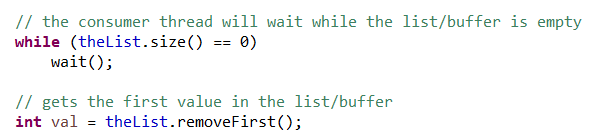 // the consumer thread will wait while the list/buffer is empty
while (theList.size() == 0)
    wait();

// gets the first value in the list/buffer
int val = theList.removeFirst();